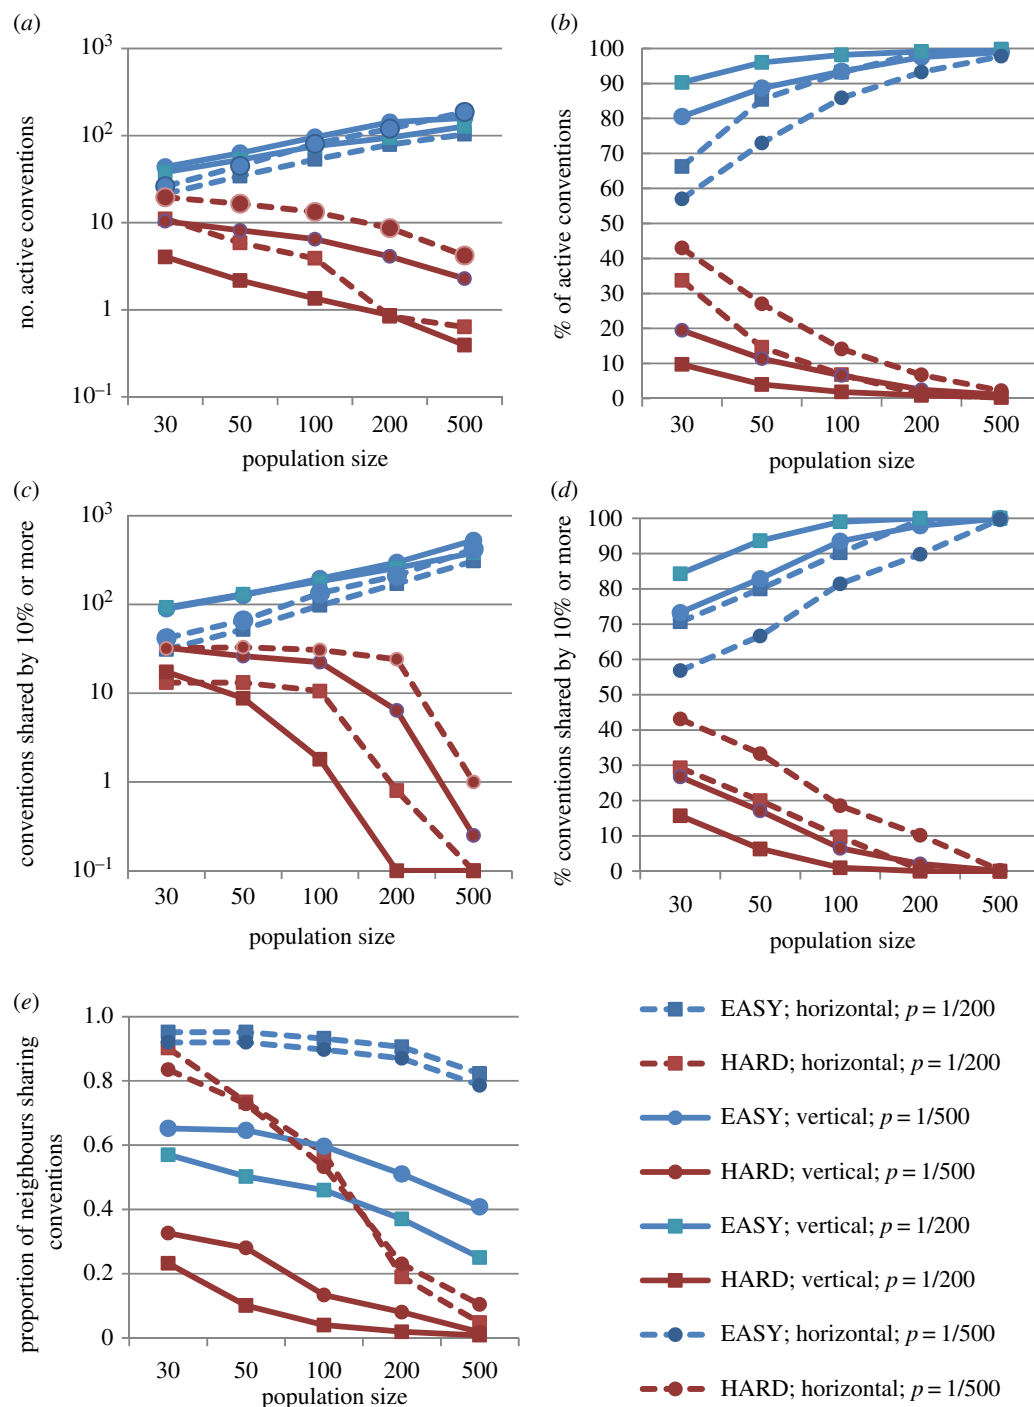 (a)
no. active conventions
10³
10²
10
1
10⁻¹
30 50 100 200 500
population size
(b)
% of active conventions
100
90
80
70
60
50
40
30
20
10
0
30 50 100 200 500
population size
(c)
conventions shared by 10% or more
10³
10²
10
1
10⁻¹
30 50 100 200 500
population size
(d)
% conventions shared by 10% or more
100
90
80
70
60
50
40
30
20
10
0
30 50 100 200 500
population size
(e)
proportion of neighbours sharing
conventions
1.0
0.8
0.6
0.4
0.2
0
30 50 100 200 500
population size
EASY; horizontal; p = 1/200
HARD; horizontal; p = 1/200
EASY; vertical; p = 1/500
HARD; vertical; p = 1/500
EASY; vertical; p = 1/200
HARD; vertical; p = 1/200
EASY; horizontal; p = 1/500
HARD; horizontal; p = 1/500